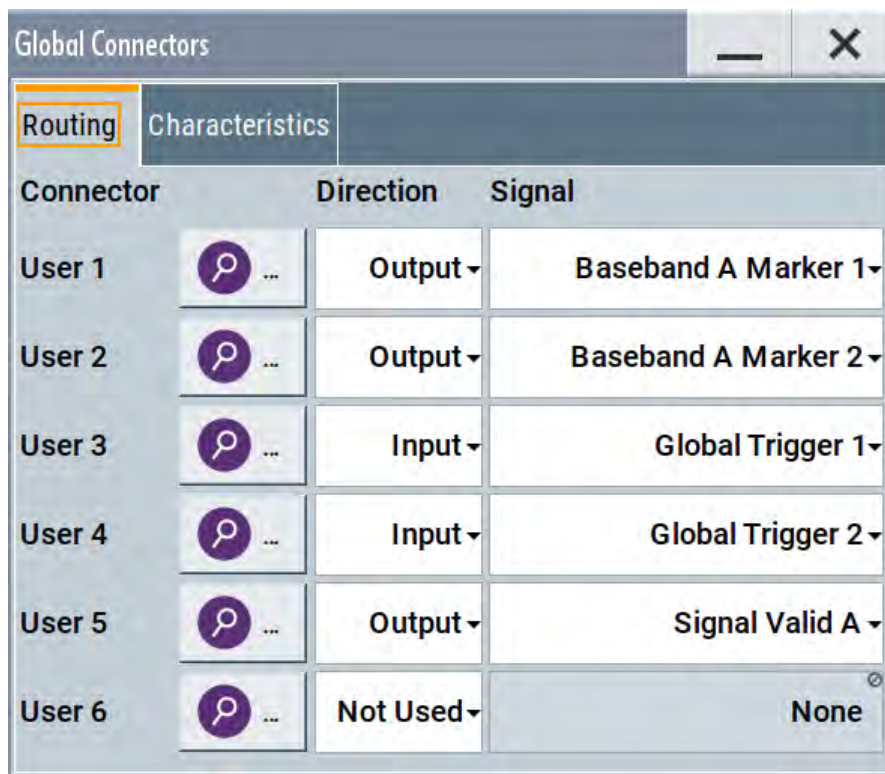 Global Connectors
Routing Characteristics
Connector Direction Signal
User 1 ... Output Baseband A Marker 1
User 2 ... Output Baseband A Marker 2
User 3 ... Input Global Trigger 1
User 4 ... Input Global Trigger 2
User 5 ... Output Signal Valid A
User 6 ... Not Used None